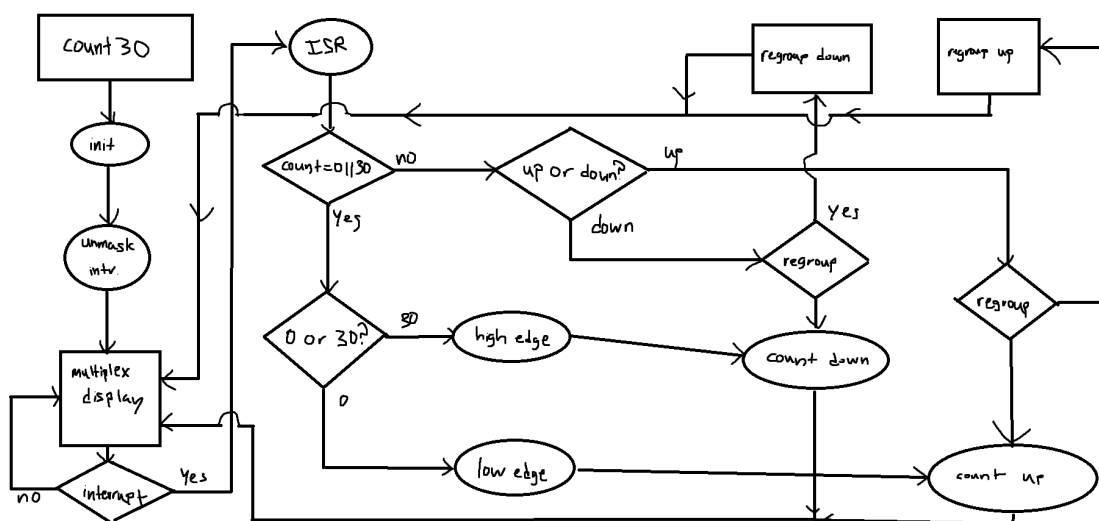 count 30
init
unmask
intr.
multiplex
display
interrupt
no
yes
ISR
count=0||30
no
yes
up or down?
up
down
regroup down
regroup up
yes
regroup
regroup
0 or 30?
30
0
high edge
low edge
count down
count up